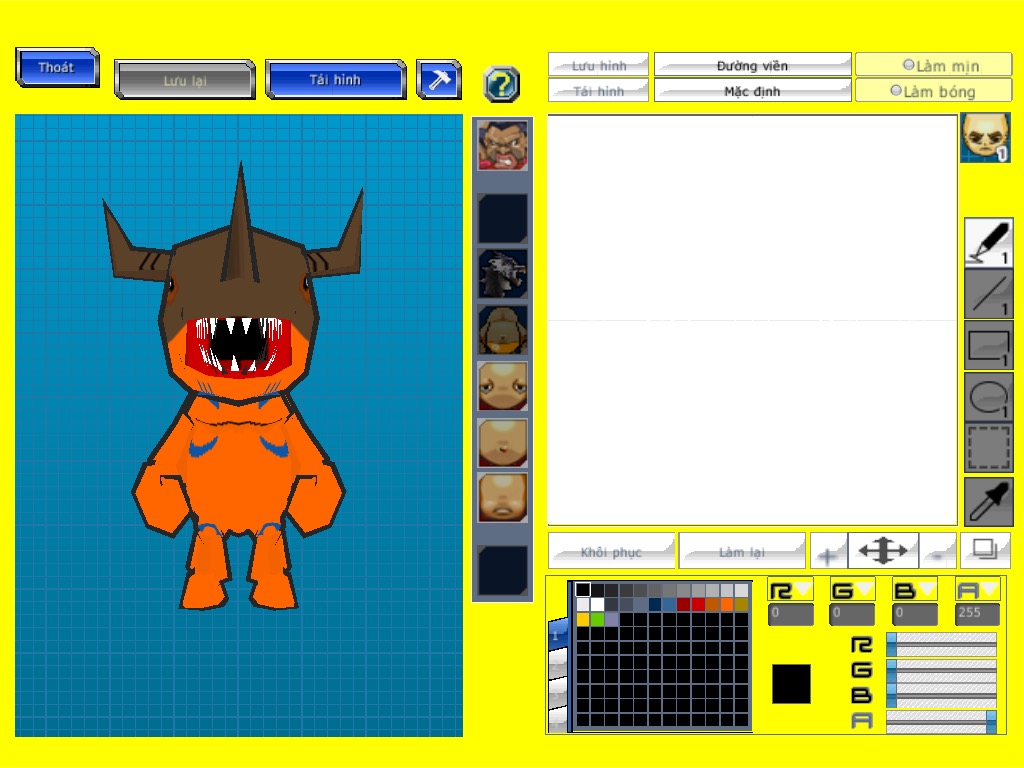 Thoát
Lưu lại
Tải hình
?
Lưu hình
Đường viền
Làm mịn
Tải hình
Mặc định
Làm bóng
1
1
1
1
1
Khôi phục
Làm lại
+
-
R
G
B
A
0
0
0
255
1
R
G
B
A